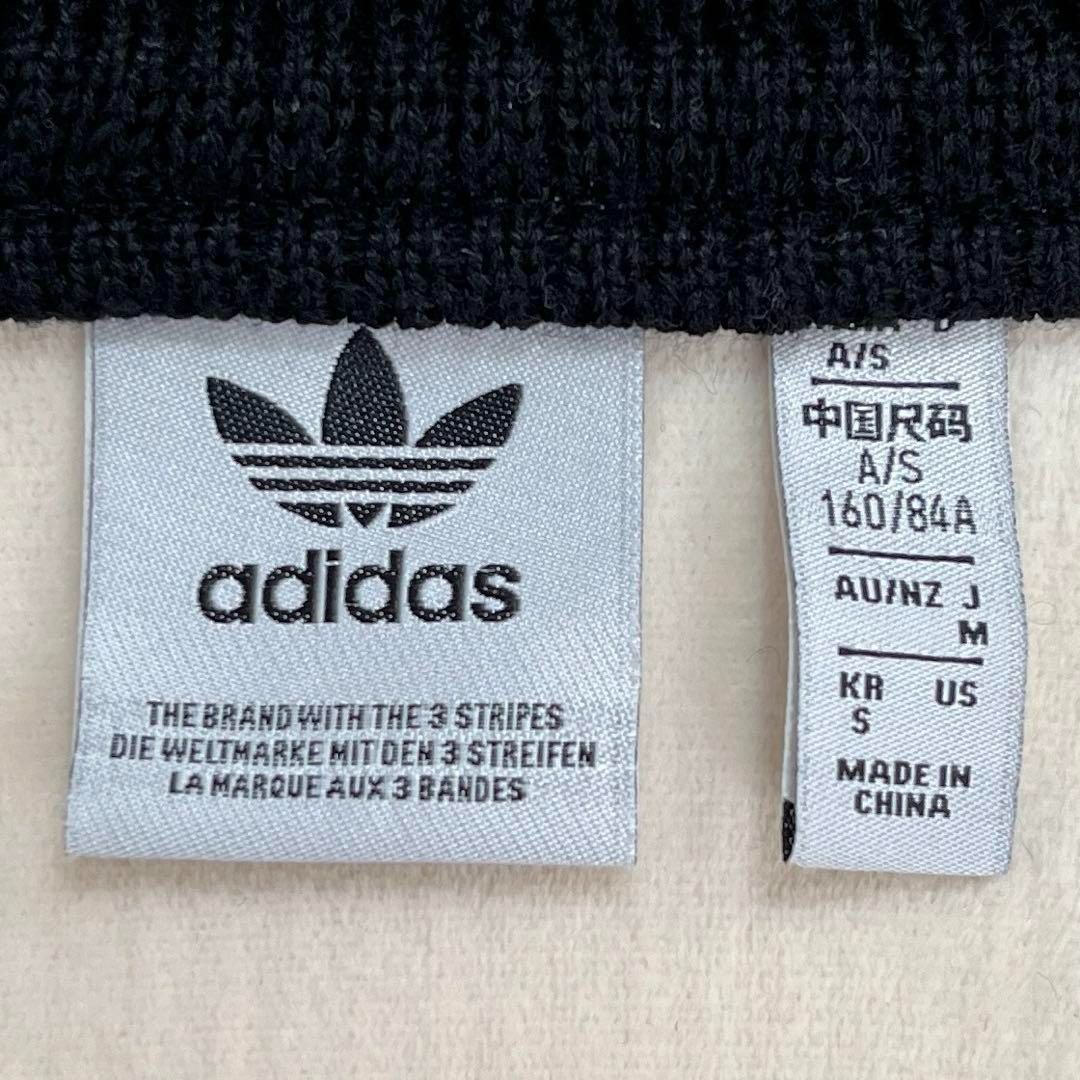 adidas
THE BRAND WITH THE 3 STRIPES
DIE WELTMARKE MIT DEN 3 STREIFEN
LA MARQUE AUX 3 BANDES
A/S
中国尺码
A/S
160/84A
AU/NZ J
M
KR US
S
MADE IN
CHINA